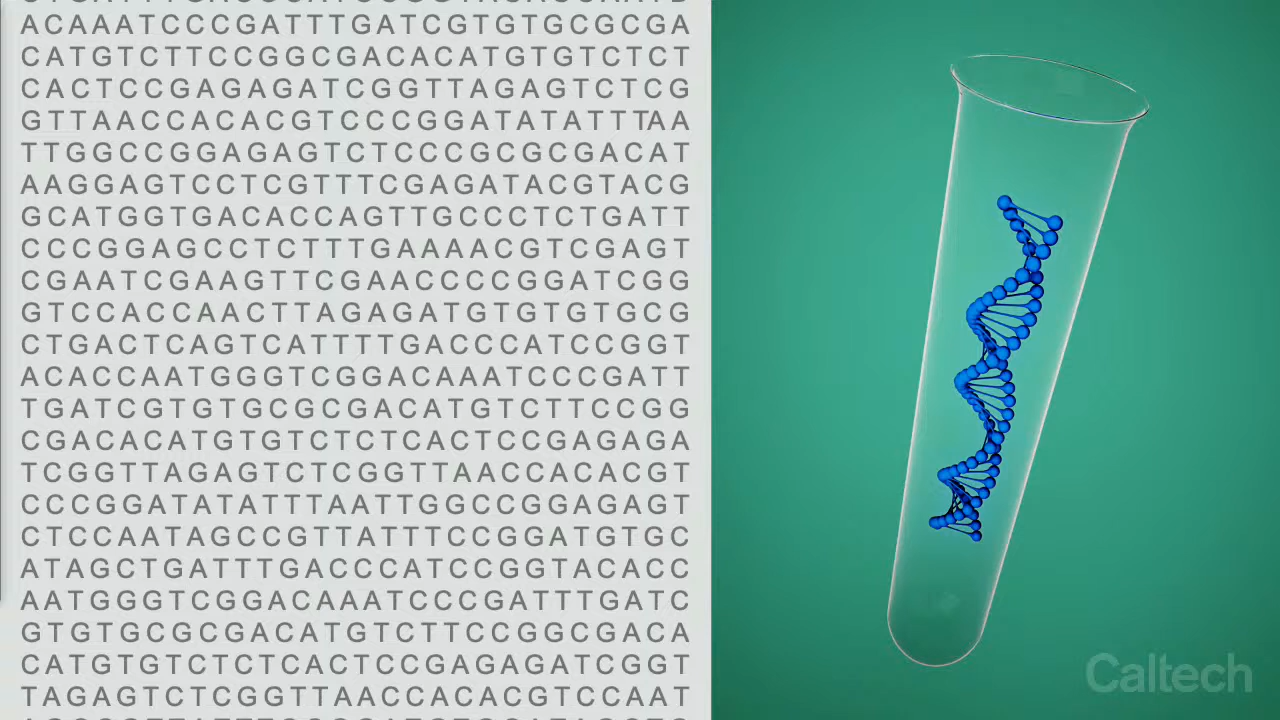 ACAAATCCCGATTTGATCGTGTGCGCGA
CATGTCTTCCGGCGACACATGTGTCTCT
CACTCCGAGAGATCGGTTAGAGTCTCG
GTTAACCACACGTCCCGGATATATTTAA
TTGGCCGGAGAGTCTCCCGCGCGACAT
AAGGAGTCCTCGTTTCGAGATACGTACG
GCATGGTGACACCAGTTGCCCTCTGATT
CCCGGAGCCTCTTTGAAAACGTCGAGT
CGAATCGAAGTTCGAACCCCCGGATCGG
GTCCACCAACTTAGAGATGTGTGTGCG
CTGACTCAGTCATTTTGACCCATCCGGT
ACACCAATGGGTCGGACAAATCCCGATT
TGATCGTGTGCGCGACATGTCTTCCGG
CGACACATGTGTCTCTCACTCCGAGAGA
TCGGTTAGAGTCTCGGTTAACCACACGT
CCCGGATATATTTAATTGGCCGGAGAGT
CTCCAATAGCCGTTATTTCCGGATGTGC
ATAGCTGATTTGACCCATCCGGTACACC
AATGGGTCGGACAAATCCCGATTTGATC
GTGTGCGCGACATGTCTTCCGGCGACA
CATGTGTCTCTCACTCCGAGAGATCGGT
TAGAGTCTCGGTTAACCACACGTCCAAT
Caltech